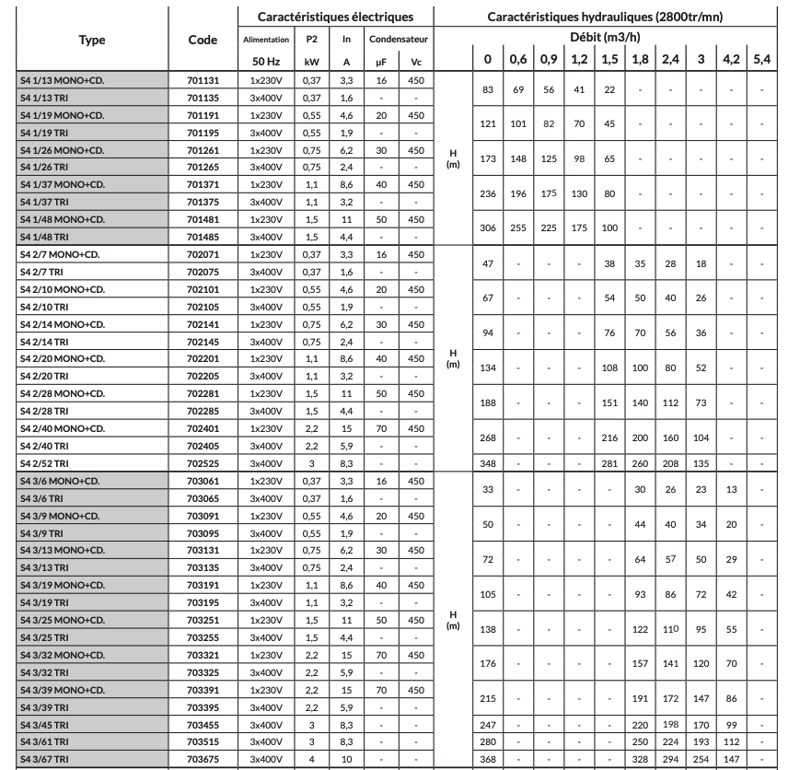 Caractéristiques électriques Caractéristiques hydrauliques (2800tr/mn)
Type Code Alimentation P2 In Condensateur Débit (m3/h)
50 Hz kW A µF Vc 0 0,6 0,9 1,2 1,5 1,8 2,4 3 4,2 5,4
S4 1/13 MONO+CD. 701131 1x230V 0,37 3,3 16 450 H (m) 83 69 56 41 22 - - - - -
S4 1/13 TRI 701135 3x400V 0,37 1,6 - -
S4 1/19 MONO+CD. 701191 1x230V 0,55 4,6 20 450 121 101 82 70 45 - - - - -
S4 1/19 TRI 701195 3x400V 0,55 1,9 - -
S4 1/26 MONO+CD. 701261 1x230V 0,75 6,2 30 450 173 148 125 98 65 - - - - -
S4 1/26 TRI 701265 3x400V 0,75 2,4 - -
S4 1/37 MONO+CD. 701371 1x230V 1,1 8,6 40 450 236 196 175 130 80 - - - - -
S4 1/37 TRI 701375 3x400V 1,1 3,2 - -
S4 1/48 MONO+CD. 701481 1x230V 1,5 11 50 450 306 255 225 175 100 - - - - -
S4 1/48 TRI 701485 3x400V 1,5 4,4 - -
S4 2/7 MONO+CD. 702071 1x230V 0,37 3,3 16 450 H (m) 47 - - - 38 35 28 18 - -
S4 2/7 TRI 702075 3x400V 0,37 1,6 - -
S4 2/10 MONO+CD. 702101 1x230V 0,55 4,6 20 450 67 - - - 54 50 40 26 - -
S4 2/10 TRI 702105 3x400V 0,55 1,9 - -
S4 2/14 MONO+CD. 702141 1x230V 0,75 6,2 30 450 94 - - - 76 70 56 36 - -
S4 2/14 TRI 702145 3x400V 0,75 2,4 - -
S4 2/20 MONO+CD. 702201 1x230V 1,1 8,6 40 450 134 - - - 108 100 80 52 - -
S4 2/20 TRI 702205 3x400V 1,1 3,2 - -
S4 2/28 MONO+CD. 702281 1x230V 1,5 11 50 450 188 - - - 151 140 112 73 - -
S4 2/28 TRI 702285 3x400V 1,5 4,4 - -
S4 2/40 MONO+CD. 702401 1x230V 2,2 15 70 450 268 - - - 216 200 160 104 - -
S4 2/40 TRI 702405 3x400V 2,2 5,9 - -
S4 2/52 TRI 702525 3x400V 3 8,3 - - 348 - - - 281 260 208 135 - -
S4 3/6 MONO+CD. 703061 1x230V 0,37 3,3 16 450 H (m) 33 - - - - 30 26 23 13 -
S4 3/6 TRI 703065 3x400V 0,37 1,6 - -
S4 3/9 MONO+CD. 703091 1x230V 0,55 4,6 20 450 50 - - - - 44 40 34 20 -
S4 3/9 TRI 703095 3x400V 0,55 1,9 - -
S4 3/13 MONO+CD. 703131 1x230V 0,75 6,2 30 450 72 - - - - 64 57 50 29 -
S4 3/13 TRI 703135 3x400V 0,75 2,4 - -
S4 3/19 MONO+CD. 703191 1x230V 1,1 8,6 40 450 105 - - - - 93 86 72 42 -
S4 3/19 TRI 703195 3x400V 1,1 3,2 - -
S4 3/25 MONO+CD. 703251 1x230V 1,5 11 50 450 138 - - - - 122 110 95 55 -
S4 3/25 TRI 703255 3x400V 1,5 4,4 - -
S4 3/32 MONO+CD. 703321 1x230V 2,2 15 70 450 176 - - - - 157 141 120 70 -
S4 3/32 TRI 703325 3x400V 2,2 5,9 - -
S4 3/39 MONO+CD. 703391 1x230V 2,2 15 70 450 215 - - - - 191 172 147 86 -
S4 3/39 TRI 703395 3x400V 2,2 5,9 - -
S4 3/45 TRI 703455 3x400V 3 8,3 - - 247 - - - - 220 198 170 99 -
S4 3/61 TRI 703515 3x400V 3 8,3 - - 280 - - - - 250 224 193 112 -
S4 3/67 TRI 703675 3x400V 4 10 - - 368 - - - - 328 294 254 147 -